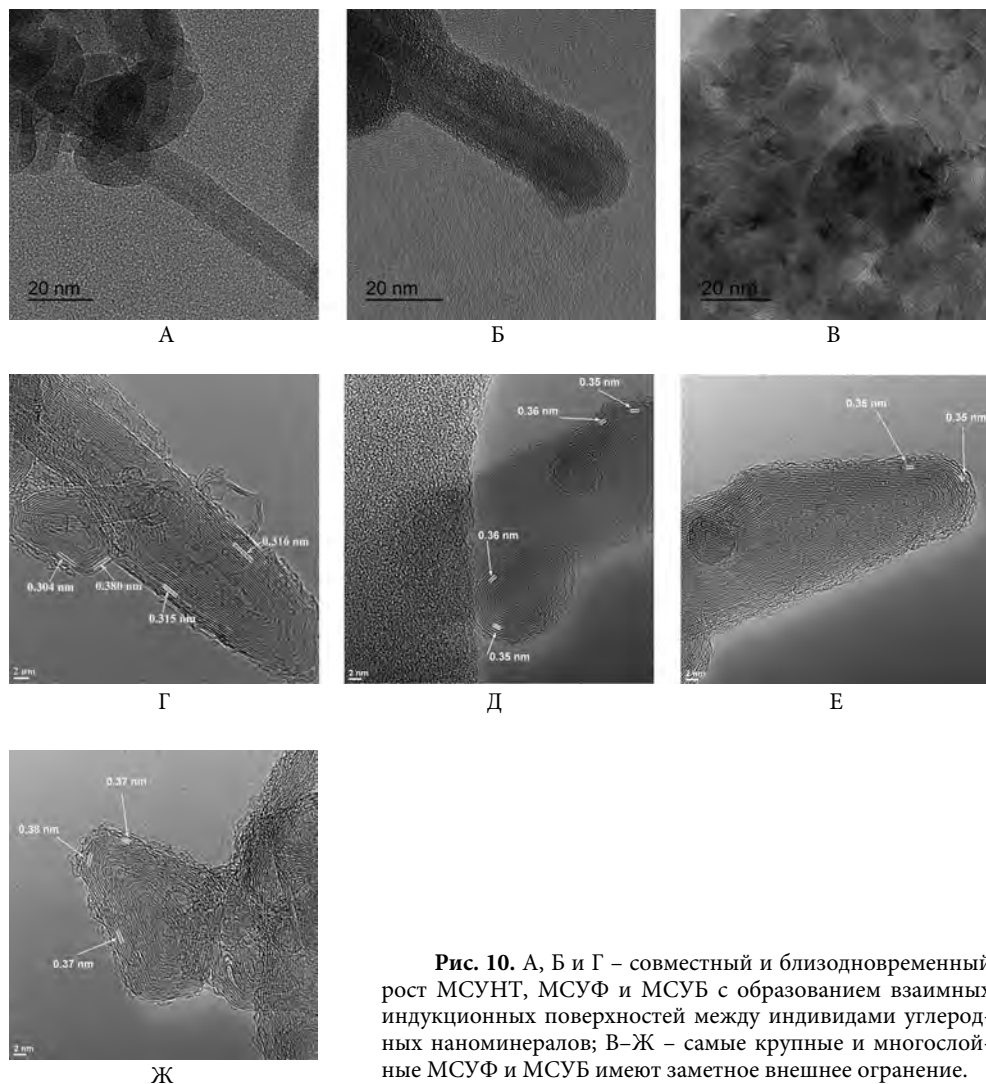 20 nm
20 nm
20 nm
А
Б
В
0.316 nm
0.304 nm
0.380 nm
0.315 nm
2 nm
0.35 nm
0.36 nm
0.36 nm
0.35 nm
2 nm
0.35 nm
0.35 nm
2 nm
Г
Д
Е
0.37 nm
0.38 nm
0.37 nm
2 nm
Ж
Рис. 10. А, Б и Г – совместный и близодновременный
рост МСУНТ, МСУФ и МСУБ с образованием взаимных
индукционных поверхностей между индивидами углерод-
ных наноминералов; В–Ж – самые крупные и многослой-
ные МСУФ и МСУБ имеют заметное внешнее огранение.